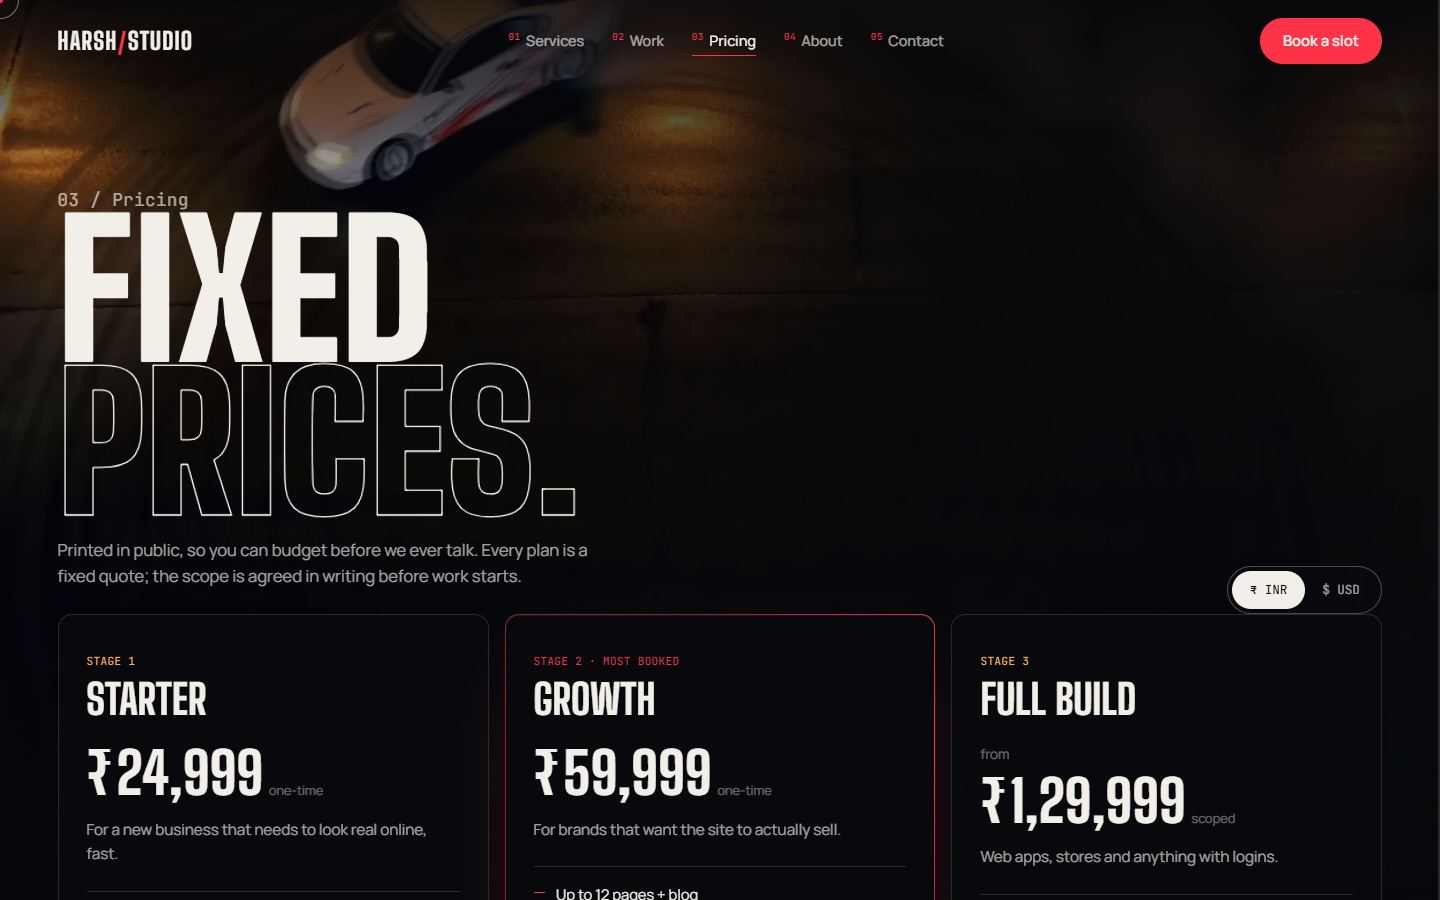 HARSH/STUDIO
01 Services
02 Work
03 Pricing
04 About
05 Contact
Book a slot
03 / Pricing
FIXED
PRICES.
Printed in public, so you can budget before we ever talk. Every plan is a
fixed quote; the scope is agreed in writing before work starts.
₹ INR
$ USD
STAGE 1
STARTER
₹24,999 one-time
For a new business that needs to look real online,
fast.
STAGE 2 · MOST BOOKED
GROWTH
₹59,999 one-time
For brands that want the site to actually sell.
— Up to 12 pages + blog
STAGE 3
FULL BUILD
from
₹1,29,999 scoped
Web apps, stores and anything with logins.